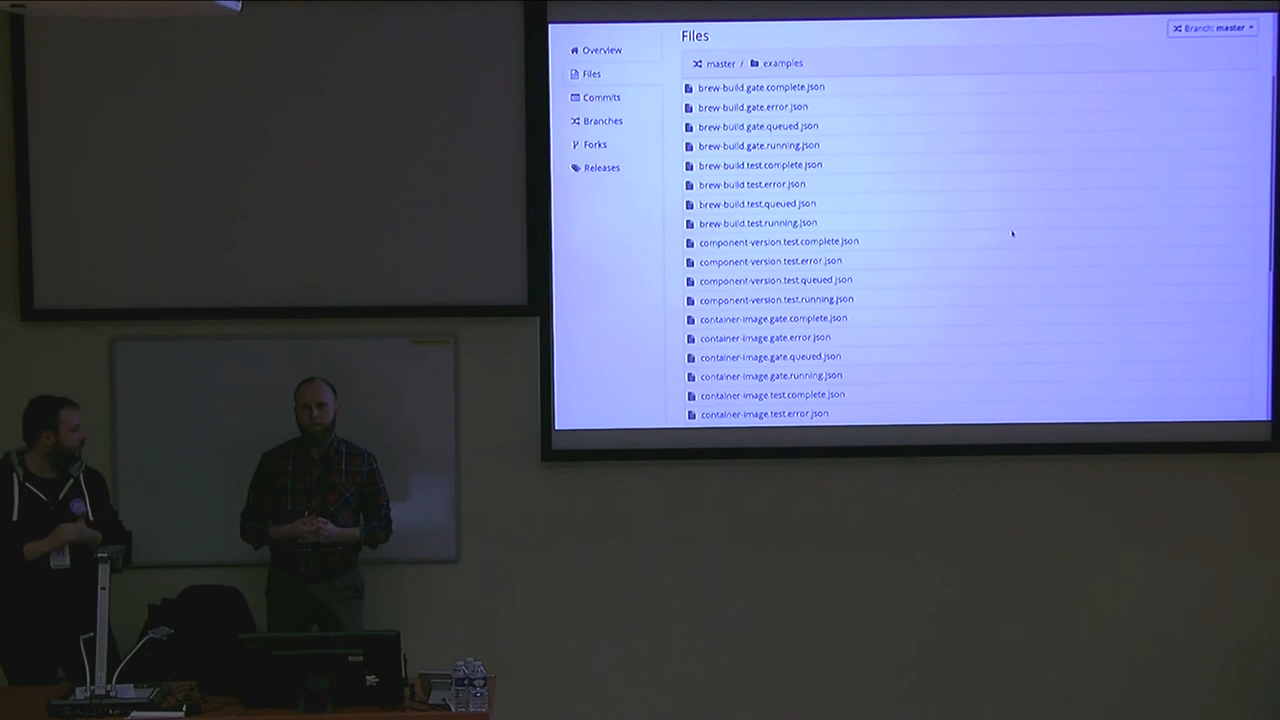 Overview
Files
Commits
Branches
Forks
Releases
Files
Branch: master
master / examples
brew-build.gate.complete.json
brew-build.gate.error.json
brew-build.gate.queued.json
brew-build.gate.running.json
brew-build.test.complete.json
brew-build.test.error.json
brew-build.test.queued.json
brew-build.test.running.json
component-version.test.complete.json
component-version.test.error.json
component-version.test.queued.json
component-version.test.running.json
container-image.gate.complete.json
container-image.gate.error.json
container-image.gate.queued.json
container-image.gate.running.json
container-image.test.complete.json
container-image.test.error.json